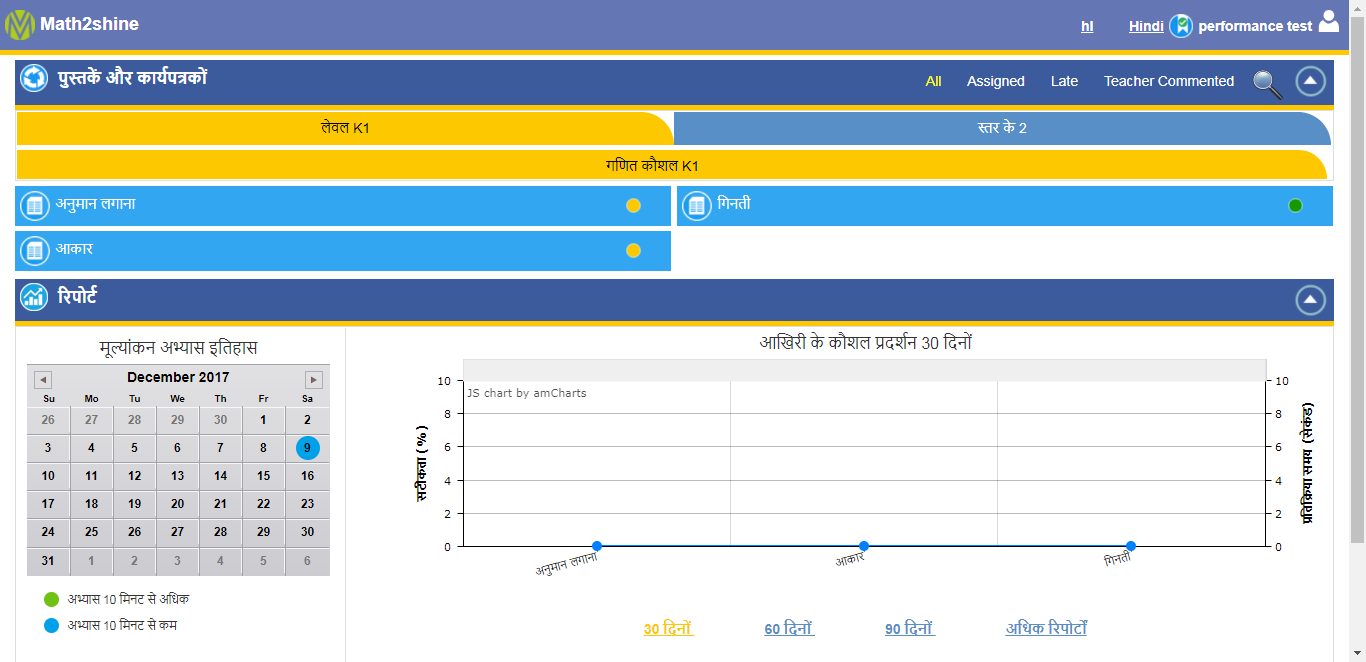 Math2shine
hI Hindi performance test
पुस्तकें और कार्यपत्रकों All Assigned Late Teacher Commented
लेवल K1 स्तर के 2
गणित कौशल K1
अनुमान लगाना गिनती
आकार
रिपोर्ट
मूल्यांकन अभ्यास इतिहास
December 2017
Su Mo Tu We Th Fr Sa
26 27 28 29 30 1 2
3 4 5 6 7 8 9
10 11 12 13 14 15 16
17 18 19 20 21 22 23
24 25 26 27 28 29 30
31 1 2 3 4 5 6
अभ्यास 10 मिनट से अधिक
अभ्यास 10 मिनट से कम
आखिरी के कौशल प्रदर्शन 30 दिनों
JS chart by amCharts
सटीकता (%)
10
8
6
4
2
0
10
8
6
4
2
0
प्रतिक्रिया समय (सेकंड)
अनुमान लगाना आकार गिनती
30 दिनों 60 दिनों 90 दिनों अधिक रिपोर्टों